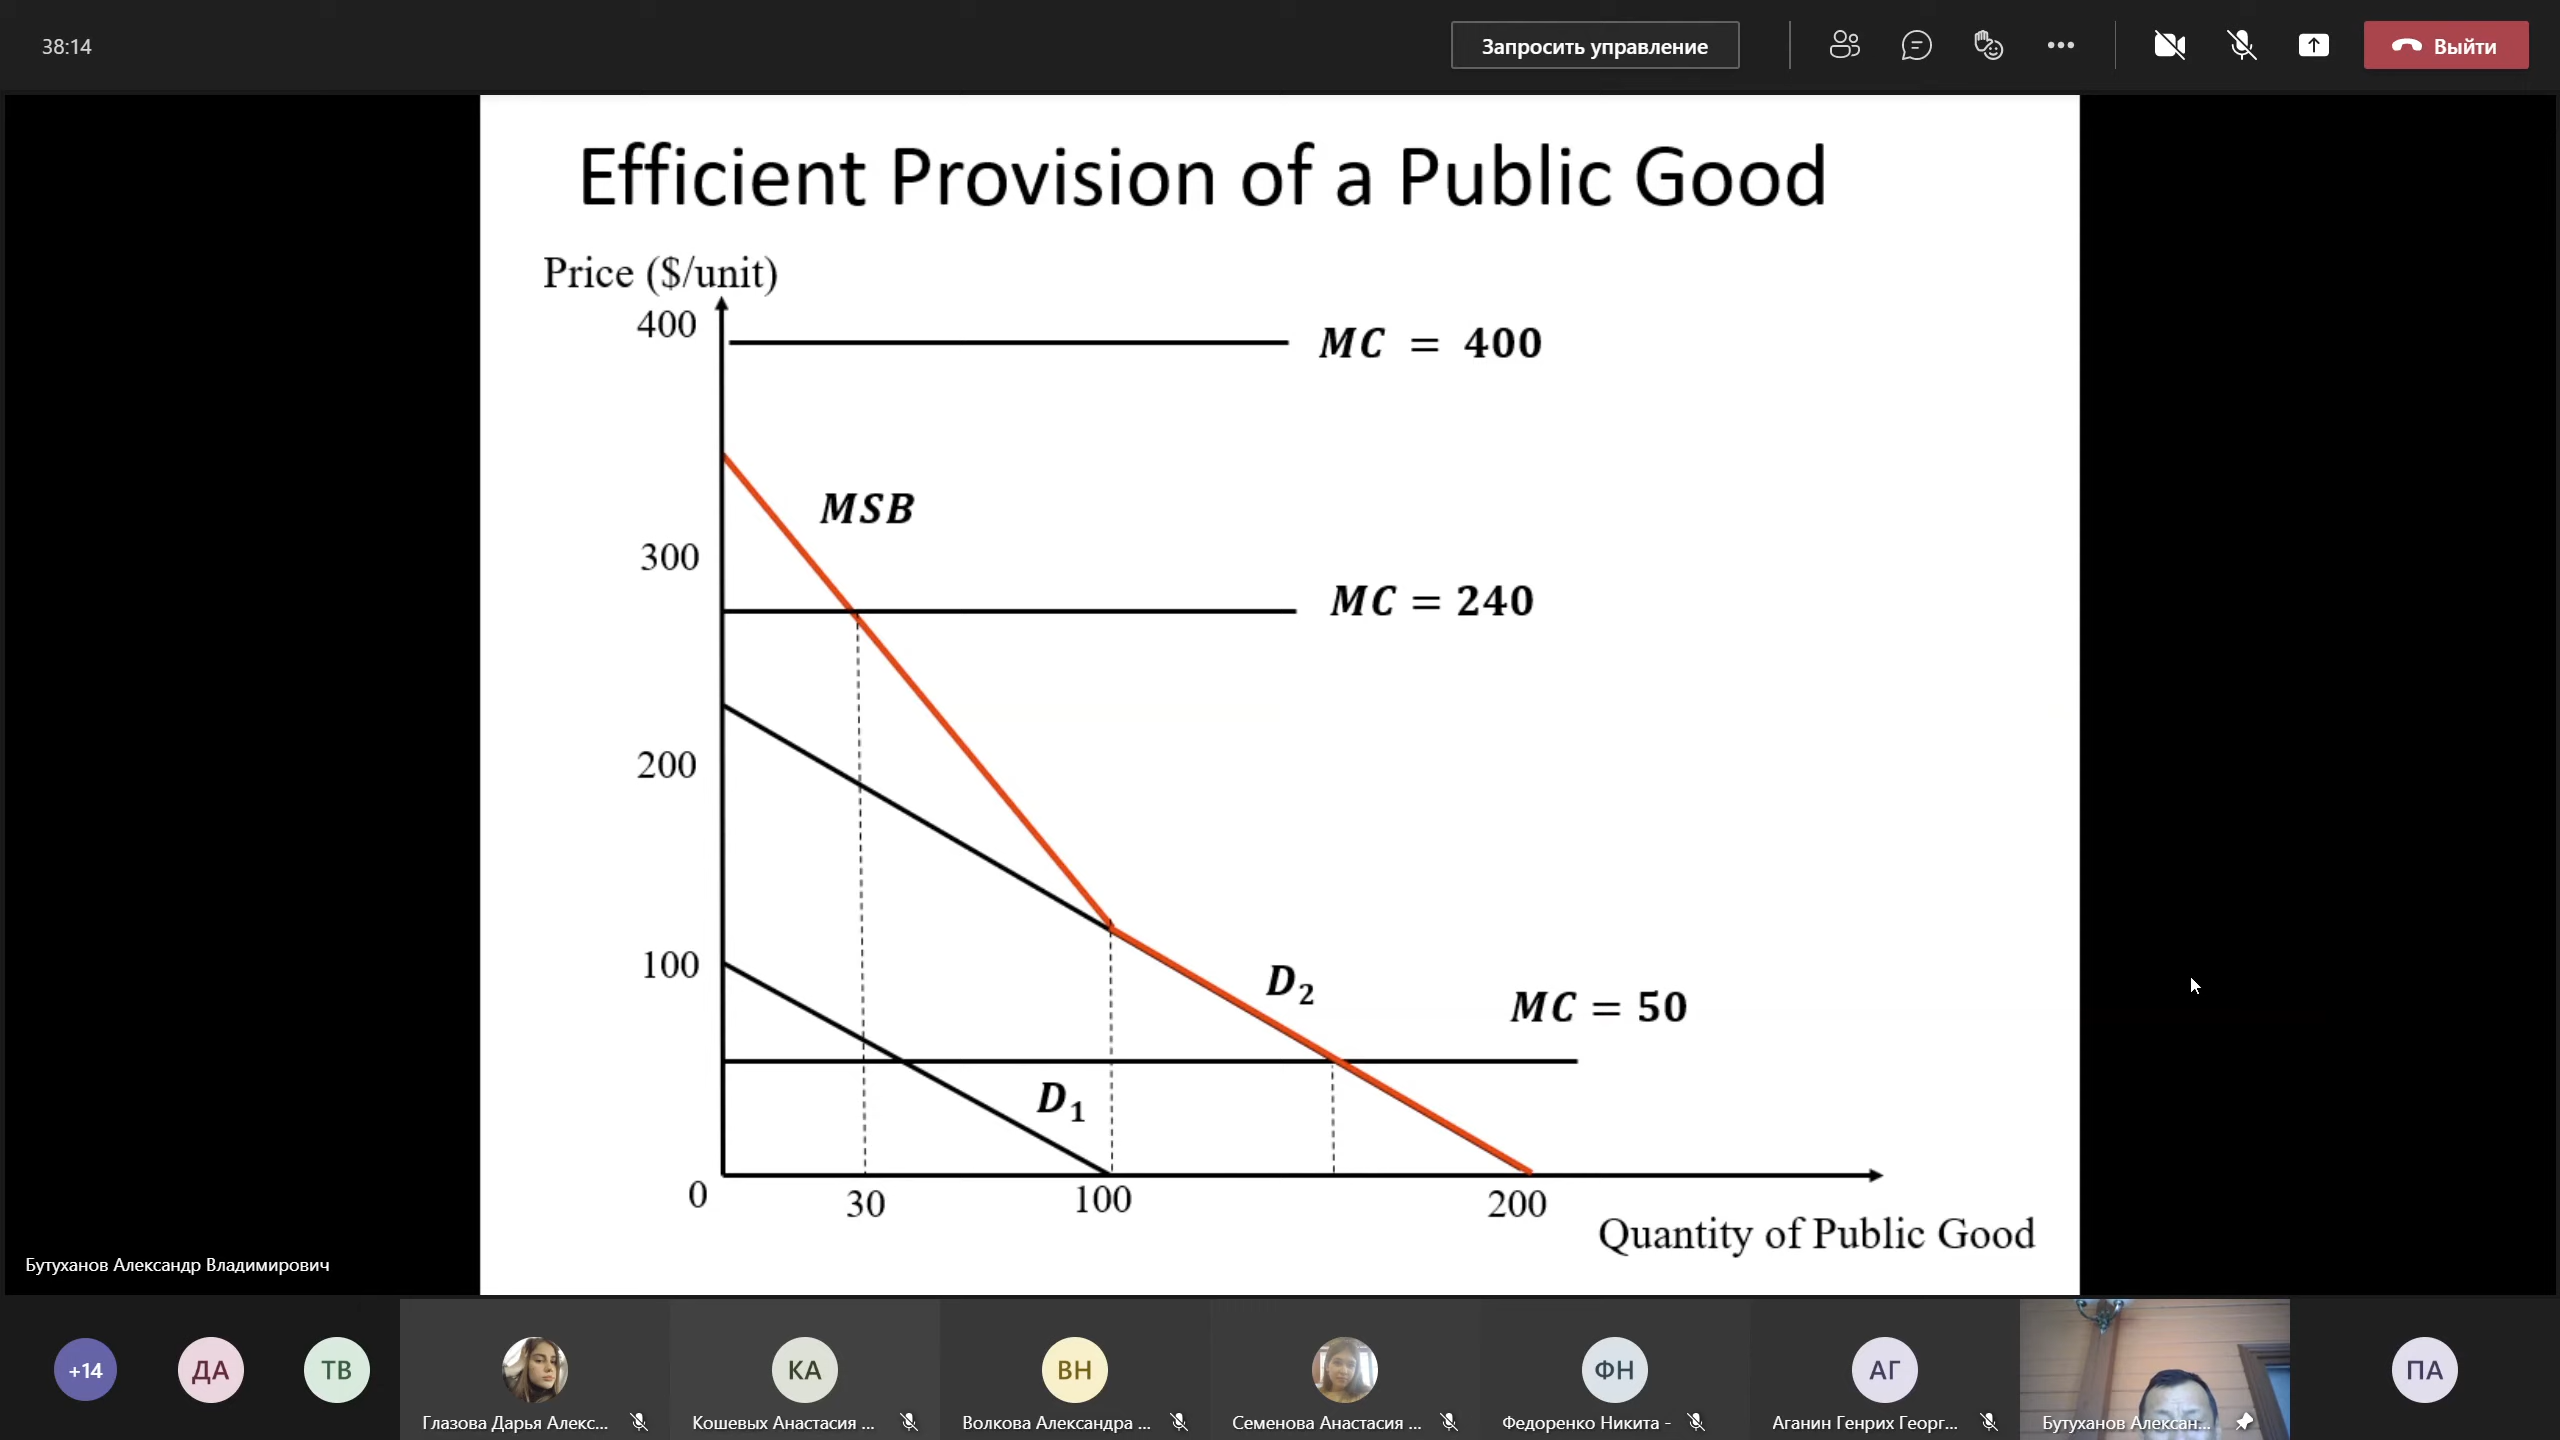 38:14
Запросить управление
Выйти
Efficient Provision of a Public Good
Price ($/unit)
400
MC = 400
MSB
300
MC = 240
200
100
D2
MC = 50
D1
0
30
100
200
Quantity of Public Good
Бутуханов Александр Владимирович
+14
ДА
ТВ
КА
ВН
ФН
АГ
ПА
Глазова Дарья Алекс...
Кошевых Анастасия ...
Волкова Александра ...
Семенова Анастасия ...
Федоренко Никита -
Аганин Генрих Георг...
Бутуханов Алексан...